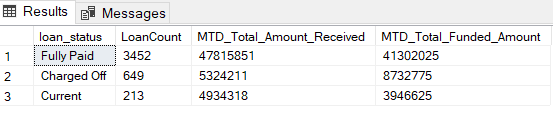 Results Messages
loan_status LoanCount MTD_Total_Amount_Received MTD_Total_Funded_Amount
1 Fully Paid 3452 47815851 41302025
2 Charged Off 649 5324211 8732775
3 Current 213 4934318 3946625